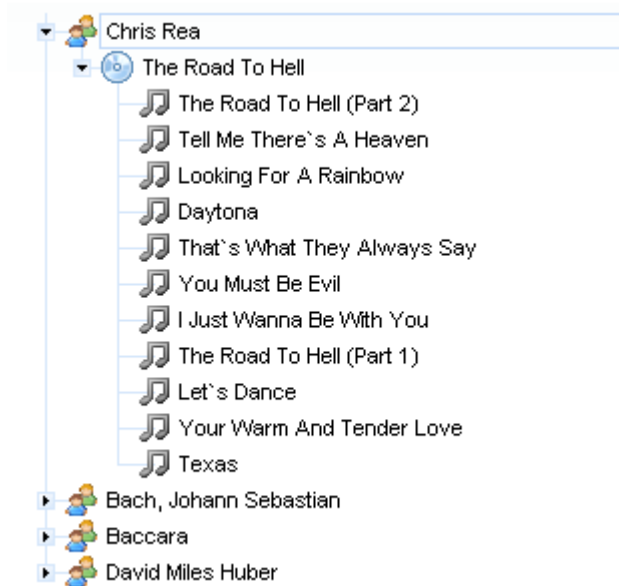 Chris Rea
The Road To Hell
The Road To Hell (Part 2)
Tell Me There`s A Heaven
Looking For A Rainbow
Daytona
That`s What They Always Say
You Must Be Evil
I Just Wanna Be With You
The Road To Hell (Part 1)
Let`s Dance
Your Warm And Tender Love
Texas
Bach, Johann Sebastian
Baccara
David Miles Huber